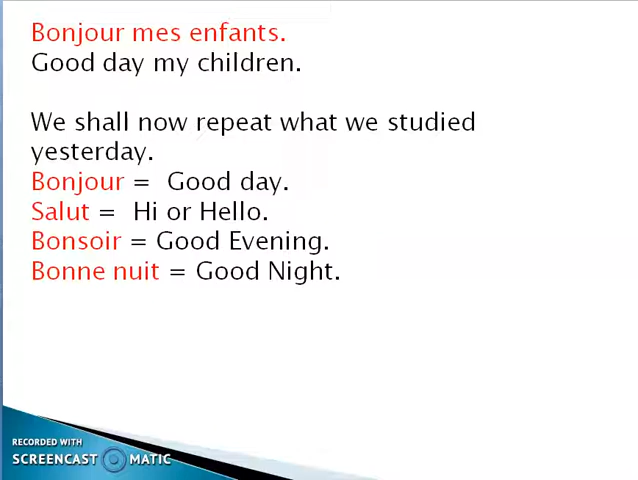 Bonjour mes enfants.
Good day my children.
We shall now repeat what we studied
yesterday.
Bonjour = Good day.
Salut = Hi or Hello.
Bonsoir = Good Evening.
Bonne nuit = Good Night.
RECORDED WITH
SCREENCAST MATIC